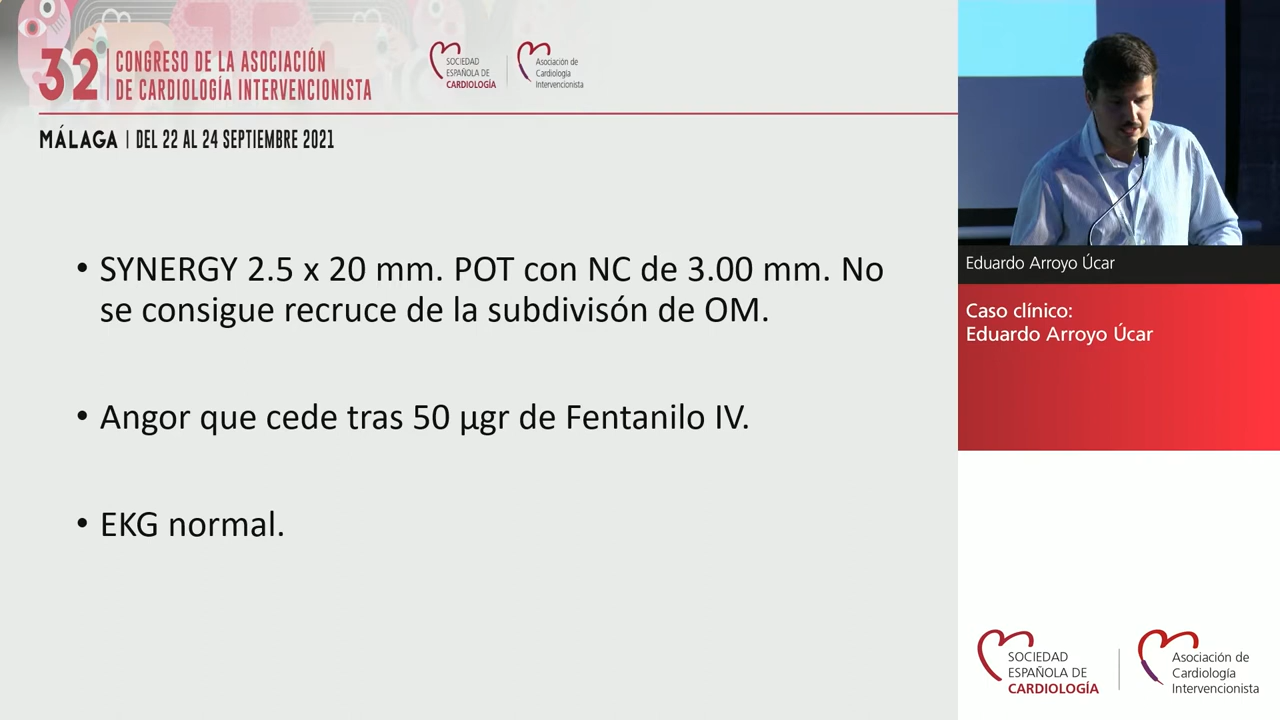 32 CONGRESO DE LA ASOCIACIÓN
DE CARDIOLOGÍA INTERVENCIONISTA
SOCIEDAD
ESPAÑOLA DE
CARDIOLOGÍA
Asociación de
Cardiología
Intervencionista
MÁLAGA | DEL 22 AL 24 SEPTIEMBRE 2021
• SYNERGY 2.5 x 20 mm. POT con NC de 3.00 mm. No
se consigue recruce de la subdivisón de OM.
• Angor que cede tras 50 µgr de Fentanilo IV.
• EKG normal.
Eduardo Arroyo Úcar
Caso clínico:
Eduardo Arroyo Úcar
SOCIEDAD
ESPAÑOLA DE
CARDIOLOGÍA
Asociación de
Cardiología
Intervencionista